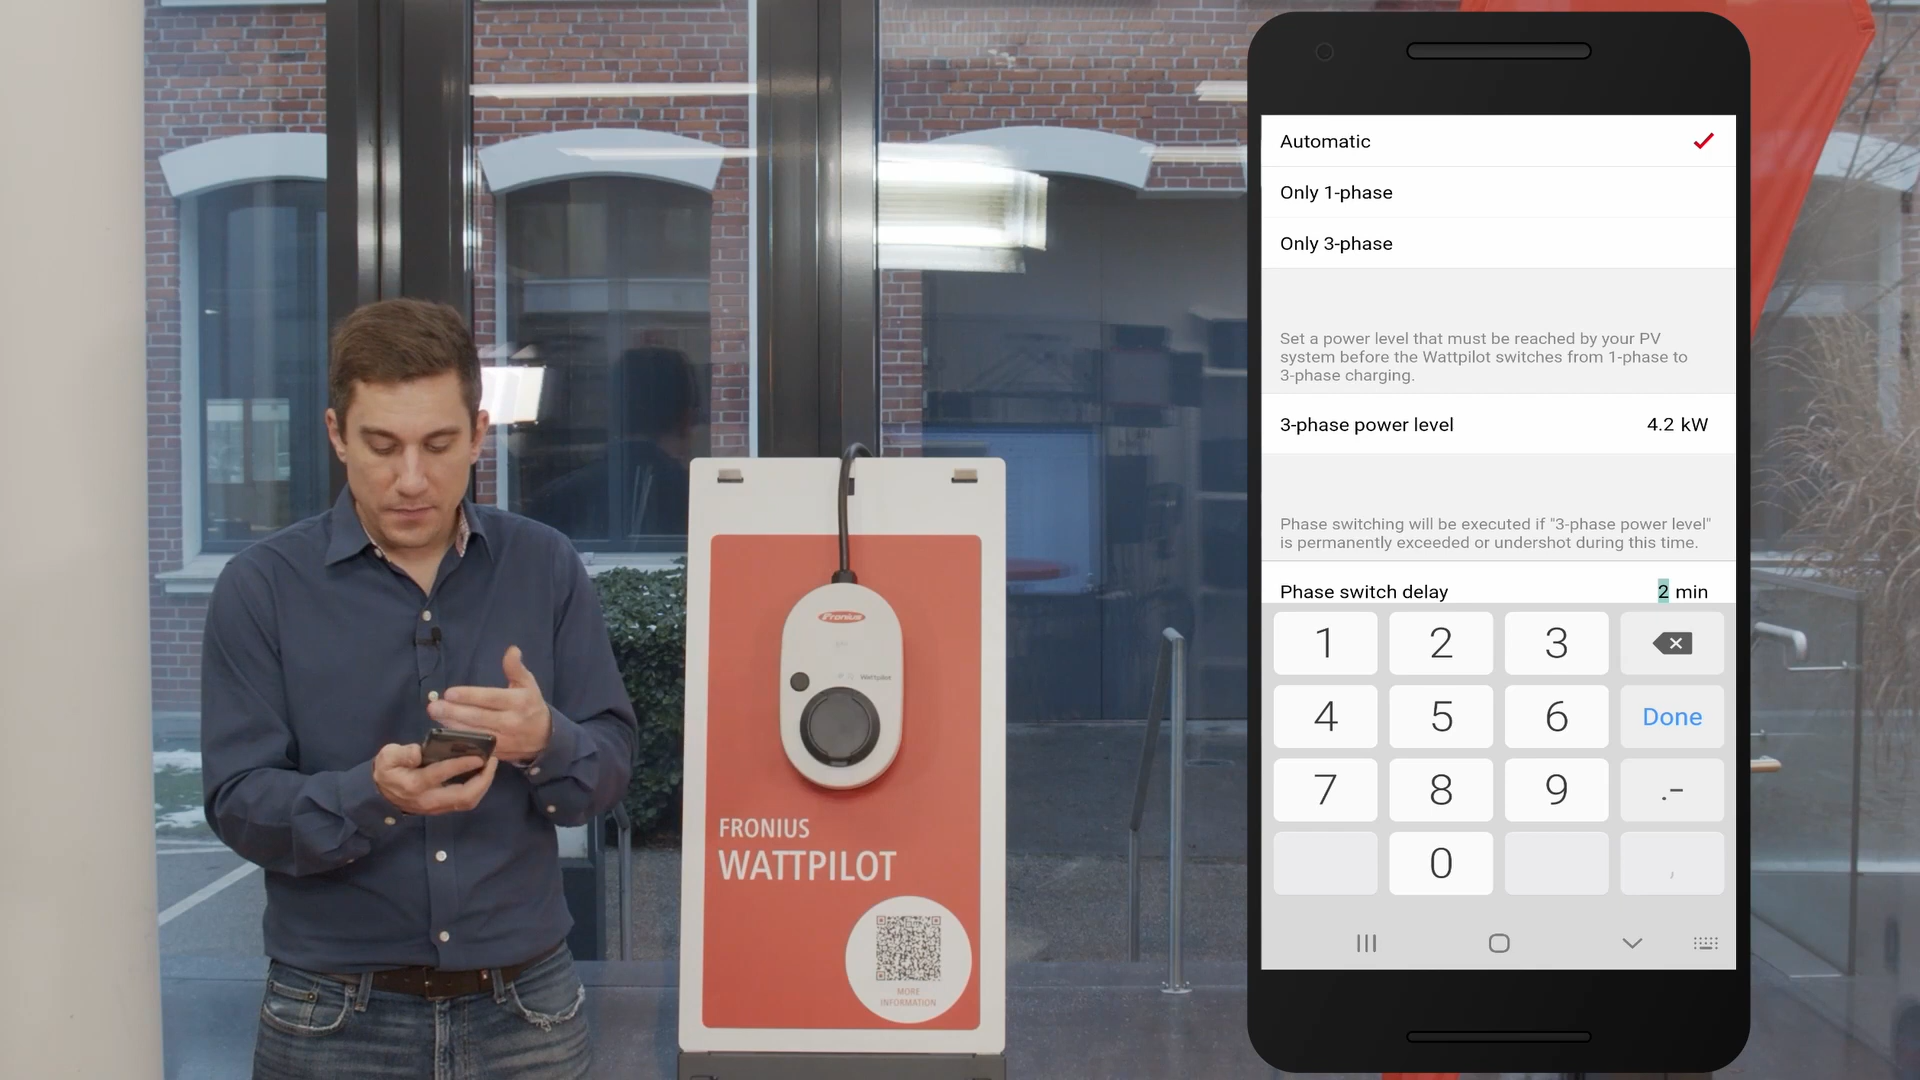 Automatic
Only 1-phase
Only 3-phase
Set a power level that must be reached by your PV
system before the Wattpilot switches from 1-phase to
3-phase charging.
3-phase power level 4.2 kW
Phase switching will be executed if "3-phase power level"
is permanently exceeded or undershot during this time.
Phase switch delay 2 min
1 2 3
4 5 6 Done
7 8 9 .-
0 ,
Fronius
Wattpilot
FRONIUS
WATTPILOT
MORE
INFORMATION